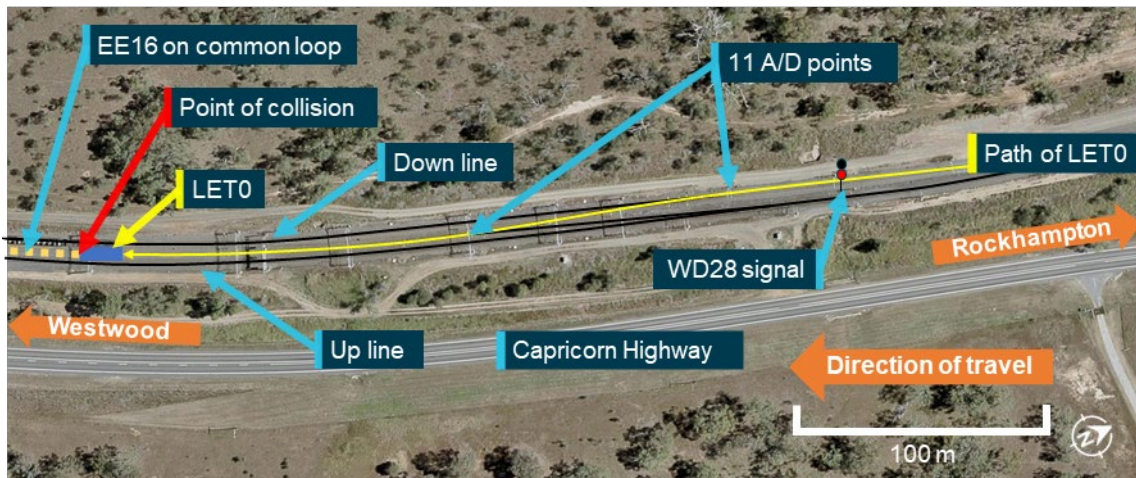 EE16 on common loop
11 A/D points
Point of collision
Down line
Path of LET0
LET0
Rockhampton
WD28 signal
Westwood
Up line
Capricorn Highway
Direction of travel
100 m
Z